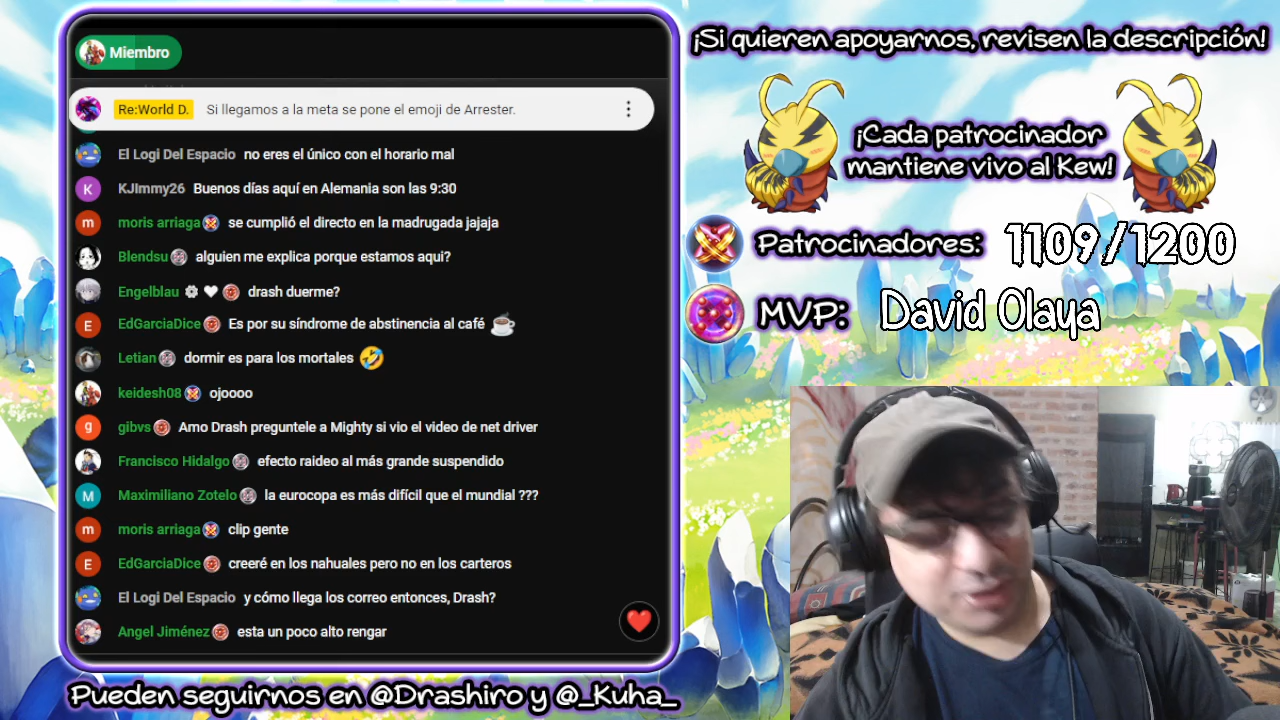 Miembro
Re:World D. Si llegamos a la meta se pone el emoji de Arrester.
El Logi Del Espacio no eres el único con el horario mal
K KJImmy26 Buenos días aquí en Alemania son las 9:30
m moris arriaga se cumplió el directo en la madrugada jajaja
Blendsu alguien me explica porque estamos aqui?
Engelblau drash duerme?
E EdGarciaDice Es por su síndrome de abstinencia al café
Letian dormir es para los mortales
keidesh08 ojoooo
g gibvs Amo Drash preguntele a Mighty si vio el video de net driver
Francisco Hidalgo efecto raideo al más grande suspendido
M Maximiliano Zotelo la eurocopa es más difícil que el mundial ???
m moris arriaga clip gente
E EdGarciaDice creeré en los nahuales pero no en los carteros
El Logi Del Espacio y cómo llega los correo entonces, Drash?
Angel Jiménez esta un poco alto rengar
Pueden seguirnos en @Drashiro y @_Kuha_
¡Si quieren apoyarnos, revisen la descripción!
¡Cada patrocinador
mantiene vivo al Kew!
Patrocinadores: 1109/1200
MVP: David Olaya